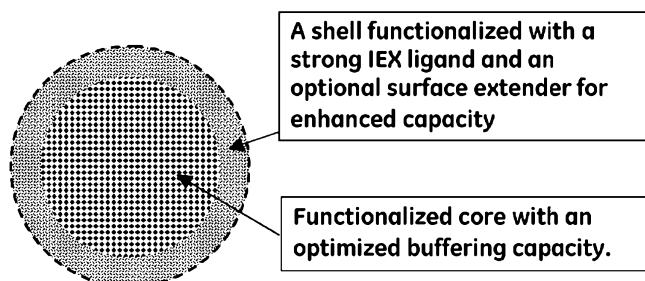 A shell functionalized with a
strong IEX ligand and an
optional surface extender for
enhanced capacity
Functionalized core with an
optimized buffering capacity.